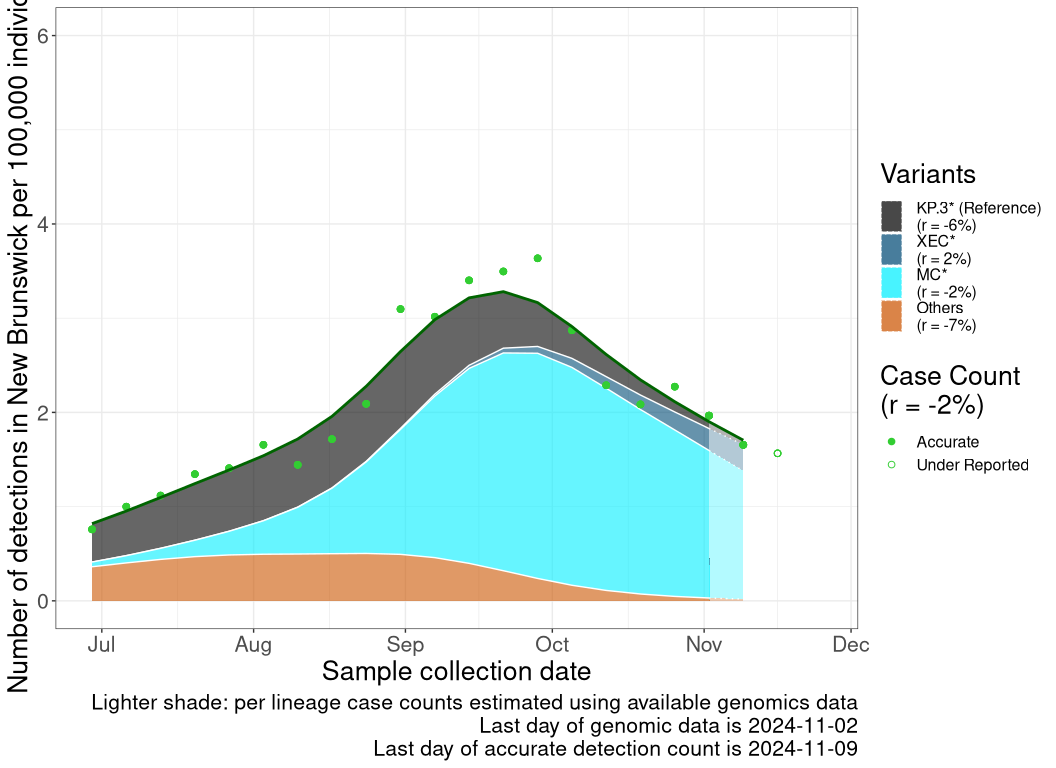 Number of detections in New Brunswick per 100,000
6
4
2
0
Jul Aug Sep Oct Nov Dec
Sample collection date
Lighter shade: per lineage case counts estimated using available genomics data
Last day of genomic data is 2024-11-02
Last day of accurate detection count is 2024-11-09
Variants
KP.3* (Reference)
(r = -6%)
XEC*
(r = 2%)
MC*
(r = -2%)
Others
(r = -7%)
Case Count
(r = -2%)
Accurate
Under Reported